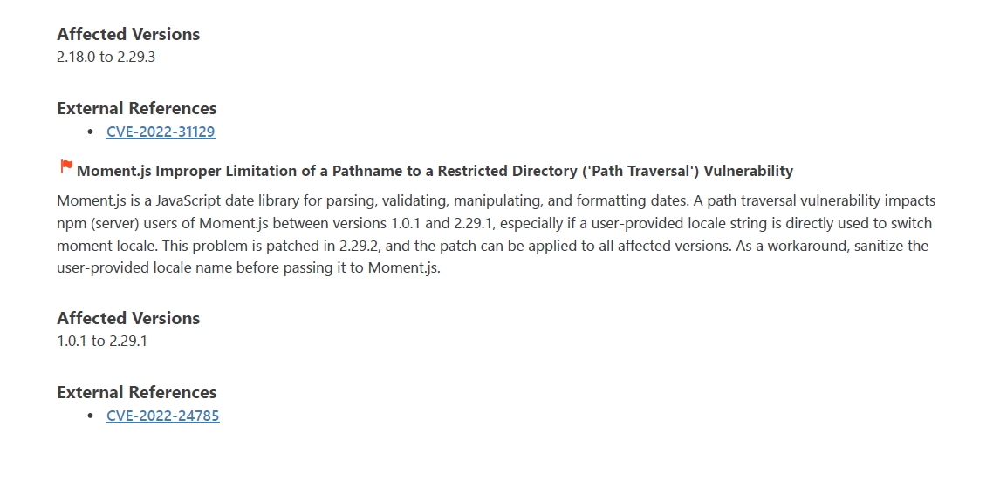 Affected Versions
2.18.0 to 2.29.3
External References
• CVE-2022-31129
Moment.js Improper Limitation of a Pathname to a Restricted Directory ('Path Traversal') Vulnerability
Moment.js is a JavaScript date library for parsing, validating, manipulating, and formatting dates. A path traversal vulnerability impacts
npm (server) users of Moment.js between versions 1.0.1 and 2.29.1, especially if a user-provided locale string is directly used to switch
moment locale. This problem is patched in 2.29.2, and the patch can be applied to all affected versions. As a workaround, sanitize the
user-provided locale name before passing it to Moment.js.
Affected Versions
1.0.1 to 2.29.1
External References
• CVE-2022-24785